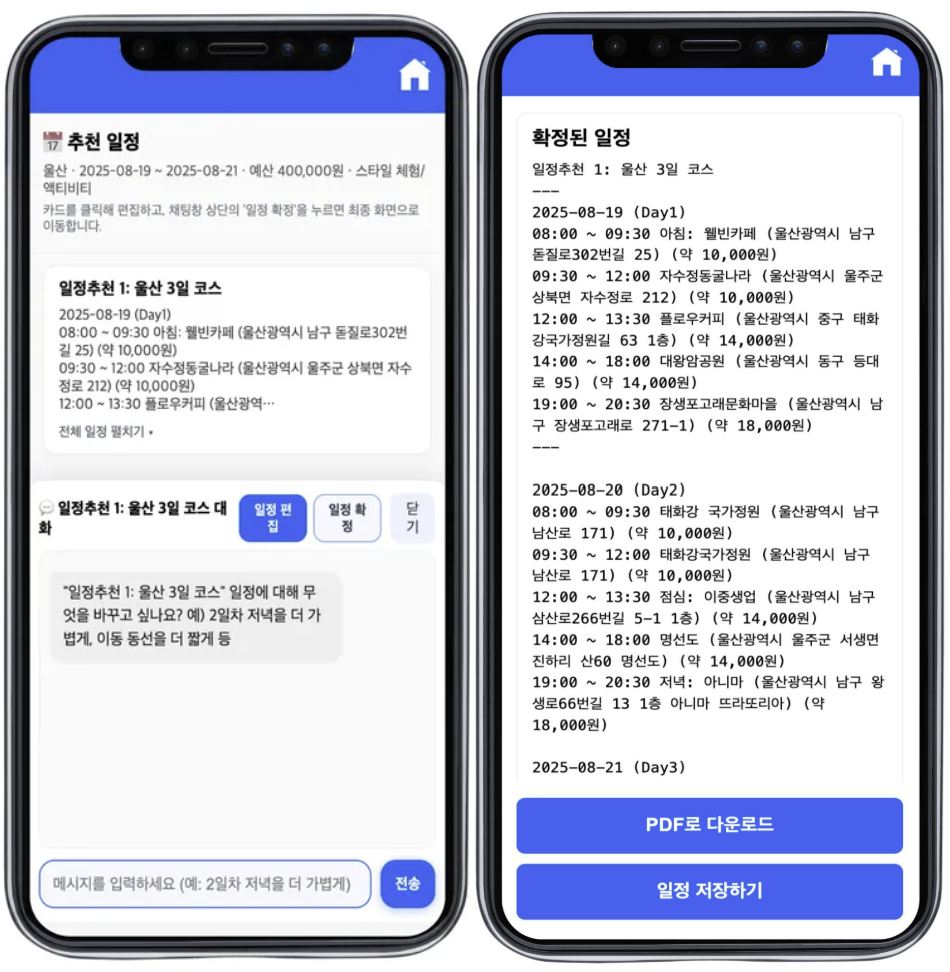 17 추천 일정
울산 · 2025-08-19 ~ 2025-08-21 · 예산 400,000원 · 스타일 체험/
액티비티
카드를 클릭해 편집하고, 채팅창 상단의 '일정 확정'을 누르면 최종 화면으로
이동합니다.
일정추천 1: 울산 3일 코스
2025-08-19 (Day1)
08:00 ~ 09:30 아침: 웰빈카페 (울산광역시 남구 돋질로302번
길 25) (약 10,000원)
09:30 ~ 12:00 자수정동굴나라 (울산광역시 울주군 상북면 자수
정로 212) (약 10,000원)
12:00 ~ 13:30 플로우커피 (울산광역…
전체 일정 펼치기 ▾
일정추천 1: 울산 3일 코스 대
화
일정 편
집
일정 확
정
닫
기
"일정추천 1: 울산 3일 코스" 일정에 대해 무
엇을 바꾸고 싶나요? 예) 2일차 저녁을 더 가
볍게, 이동 동선을 더 짧게 등
메시지를 입력하세요 (예: 2일차 저녁을 더 가볍게)
전송
확정된 일정
일정추천 1: 울산 3일 코스
---
2025-08-19 (Day1)
08:00 ~ 09:30 아침: 웰빈카페 (울산광역시 남구
돋질로302번길 25) (약 10,000원)
09:30 ~ 12:00 자수정동굴나라 (울산광역시 울주군
상북면 자수정로 212) (약 10,000원)
12:00 ~ 13:30 플로우커피 (울산광역시 중구 태화
강국가정원길 63 1층) (약 14,000원)
14:00 ~ 18:00 대왕암공원 (울산광역시 동구 등대
로 95) (약 14,000원)
19:00 ~ 20:30 장생포고래문화마을 (울산광역시 남
구 장생포고래로 271-1) (약 18,000원)
---
2025-08-20 (Day2)
08:00 ~ 09:30 태화강 국가정원 (울산광역시 남구
남산로 171) (약 10,000원)
09:30 ~ 12:00 태화강국가정원 (울산광역시 남구
남산로 171) (약 10,000원)
12:00 ~ 13:30 점심: 이중생업 (울산광역시 남구
삼산로266번길 5-1 1층) (약 14,000원)
14:00 ~ 18:00 명선도 (울산광역시 울주군 서생면
진하리 산60 명선도) (약 14,000원)
19:00 ~ 20:30 저녁: 아니마 (울산광역시 남구 왕
생로66번길 13 1층 아니마 뜨라또리아) (약
18,000원)
2025-08-21 (Day3)
PDF로 다운로드
일정 저장하기